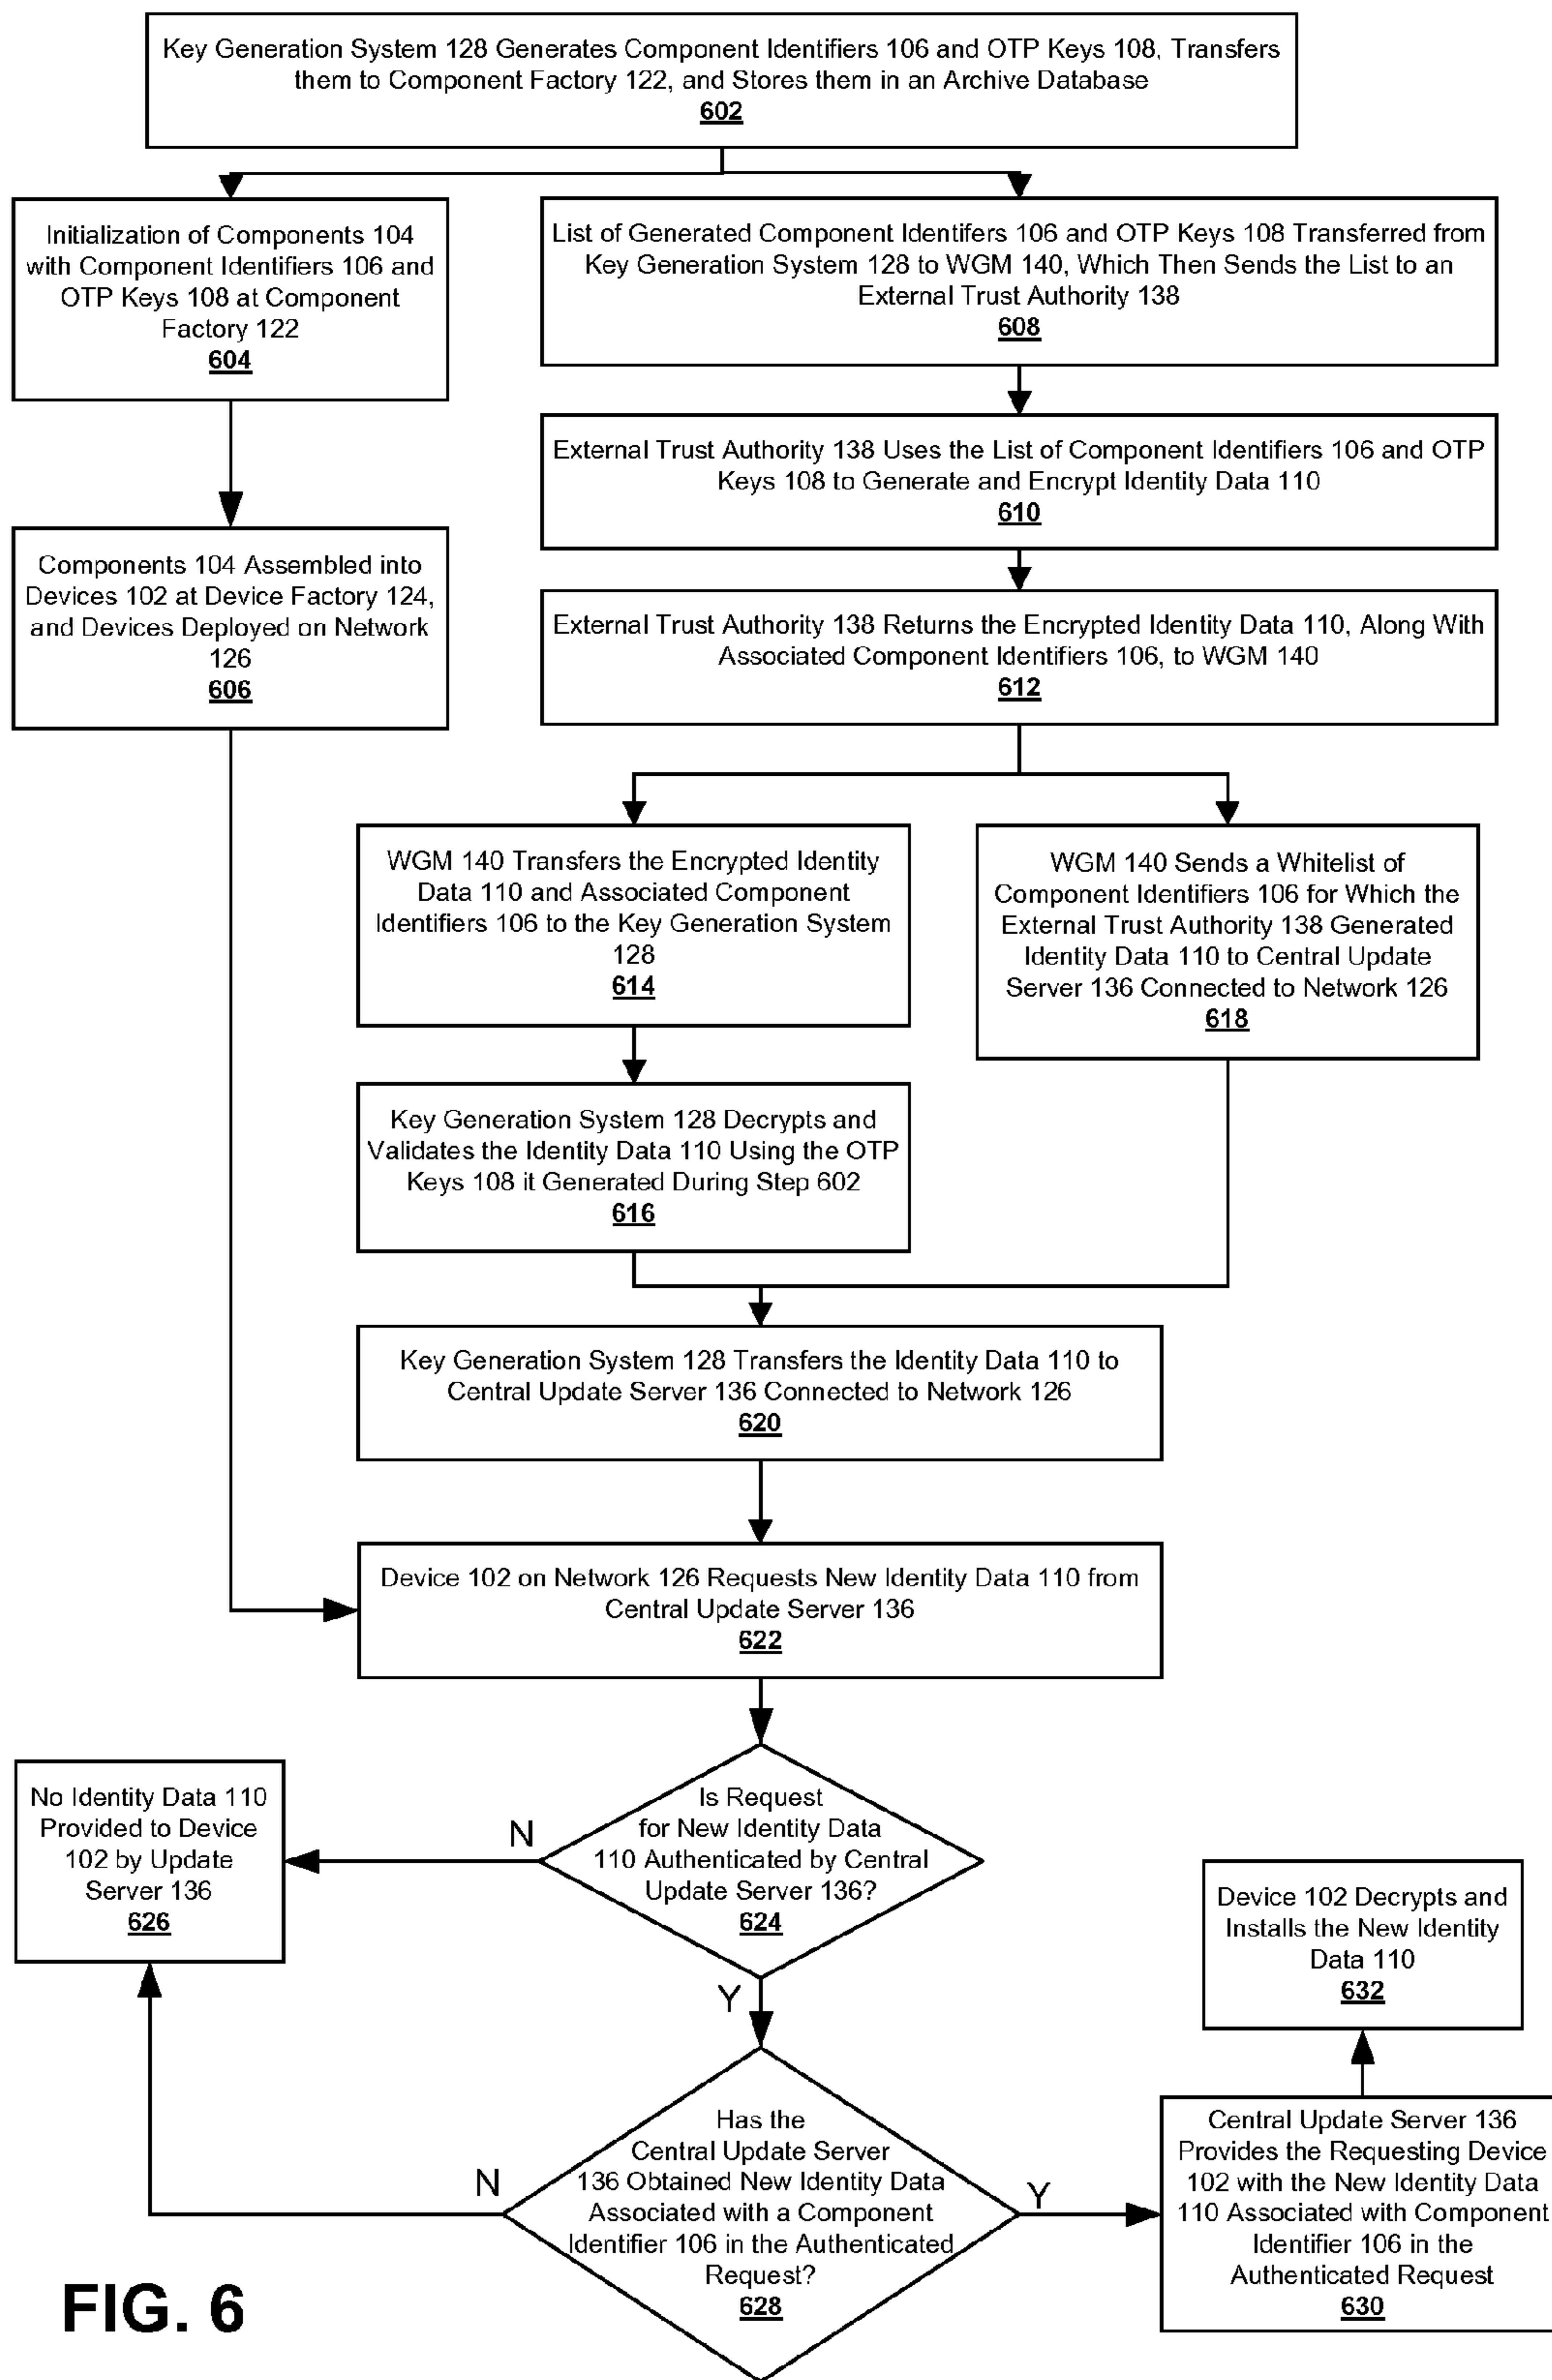 Key Generation System 128 Generates Component Identifiers 106 and OTP Keys 108, Transfers
them to Component Factory 122, and Stores them in an Archive Database
602
Initialization of Components 104
with Component Identifiers 106 and
OTP Keys 108 at Component
Factory 122
604
List of Generated Component Identifers 106 and OTP Keys 108 Transferred from
Key Generation System 128 to WGM 140, Which Then Sends the List to an
External Trust Authority 138
608
External Trust Authority 138 Uses the List of Component Identifiers 106 and OTP
Keys 108 to Generate and Encrypt Identity Data 110
610
Components 104 Assembled into
Devices 102 at Device Factory 124,
and Devices Deployed on Network
126
606
External Trust Authority 138 Returns the Encrypted Identity Data 110, Along With
Associated Component Identifiers 106, to WGM 140
612
WGM 140 Transfers the Encrypted Identity
Data 110 and Associated Component
Identifiers 106 to the Key Generation System
128
614
WGM 140 Sends a Whitelist of
Component Identifiers 106 for Which the
External Trust Authority 138 Generated
Identity Data 110 to Central Update
Server 136 Connected to Network 126
618
Key Generation System 128 Decrypts and
Validates the Identity Data 110 Using the OTP
Keys 108 it Generated During Step 602
616
Key Generation System 128 Transfers the Identity Data 110 to
Central Update Server 136 Connected to Network 126
620
Device 102 on Network 126 Requests New Identity Data 110 from
Central Update Server 136
622
Is Request
for New Identity Data
110 Authenticated by Central
Update Server 136?
624
N
Y
No Identity Data 110
Provided to Device
102 by Update
Server 136
626
Has the
Central Update Server
136 Obtained New Identity Data
Associated with a Component
Identifier 106 in the Authenticated
Request?
628
N
Y
Device 102 Decrypts and
Installs the New Identity
Data 110
632
Central Update Server 136
Provides the Requesting Device
102 with the New Identity Data
110 Associated with Component
Identifier 106 in the
Authenticated Request
630
FIG. 6